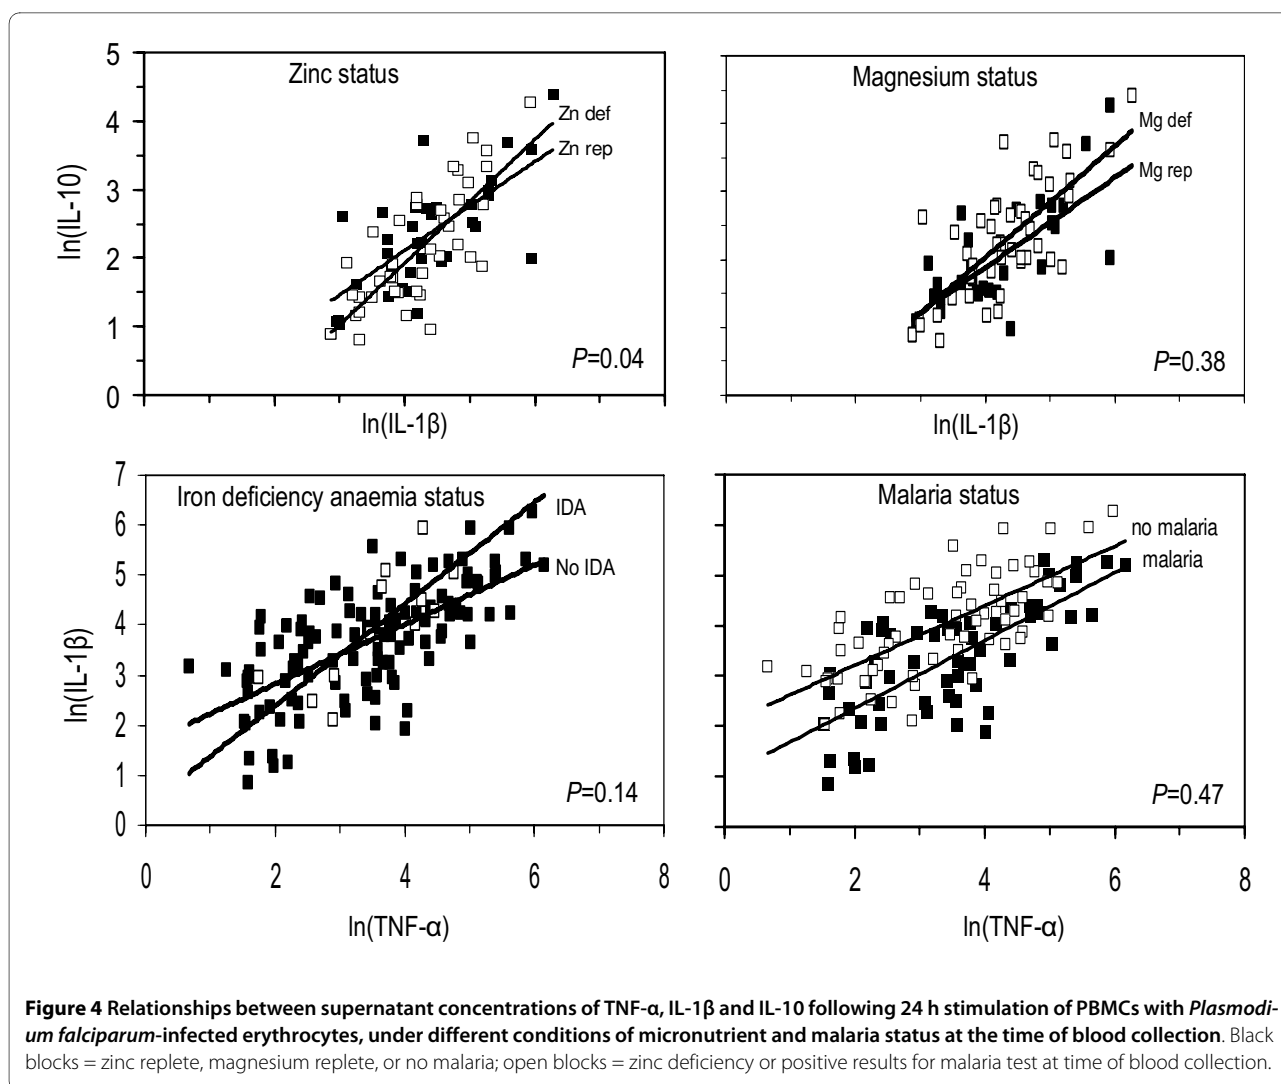 Zinc status
Magnesium status
5
4
3
2
1
0
ln(IL-10)
Zn def
Zn rep
P=0.04
Mg def
Mg rep
P=0.38
ln(IL-1β)
ln(IL-1β)
Iron deficiency anaemia status
Malaria status
7
6
5
4
3
2
1
0
ln(IL-1β)
IDA
No IDA
P=0.14
no malaria
malaria
P=0.47
0 2 4 6 8
0 2 4 6 8
ln(TNF-α)
ln(TNF-α)
Figure 4 Relationships between supernatant concentrations of TNF-α, IL-1β and IL-10 following 24 h stimulation of PBMCs with Plasmodi-
um falciparum-infected erythrocytes, under different conditions of micronutrient and malaria status at the time of blood collection. Black
blocks = zinc replete, magnesium replete, or no malaria; open blocks = zinc deficiency or positive results for malaria test at time of blood collection.